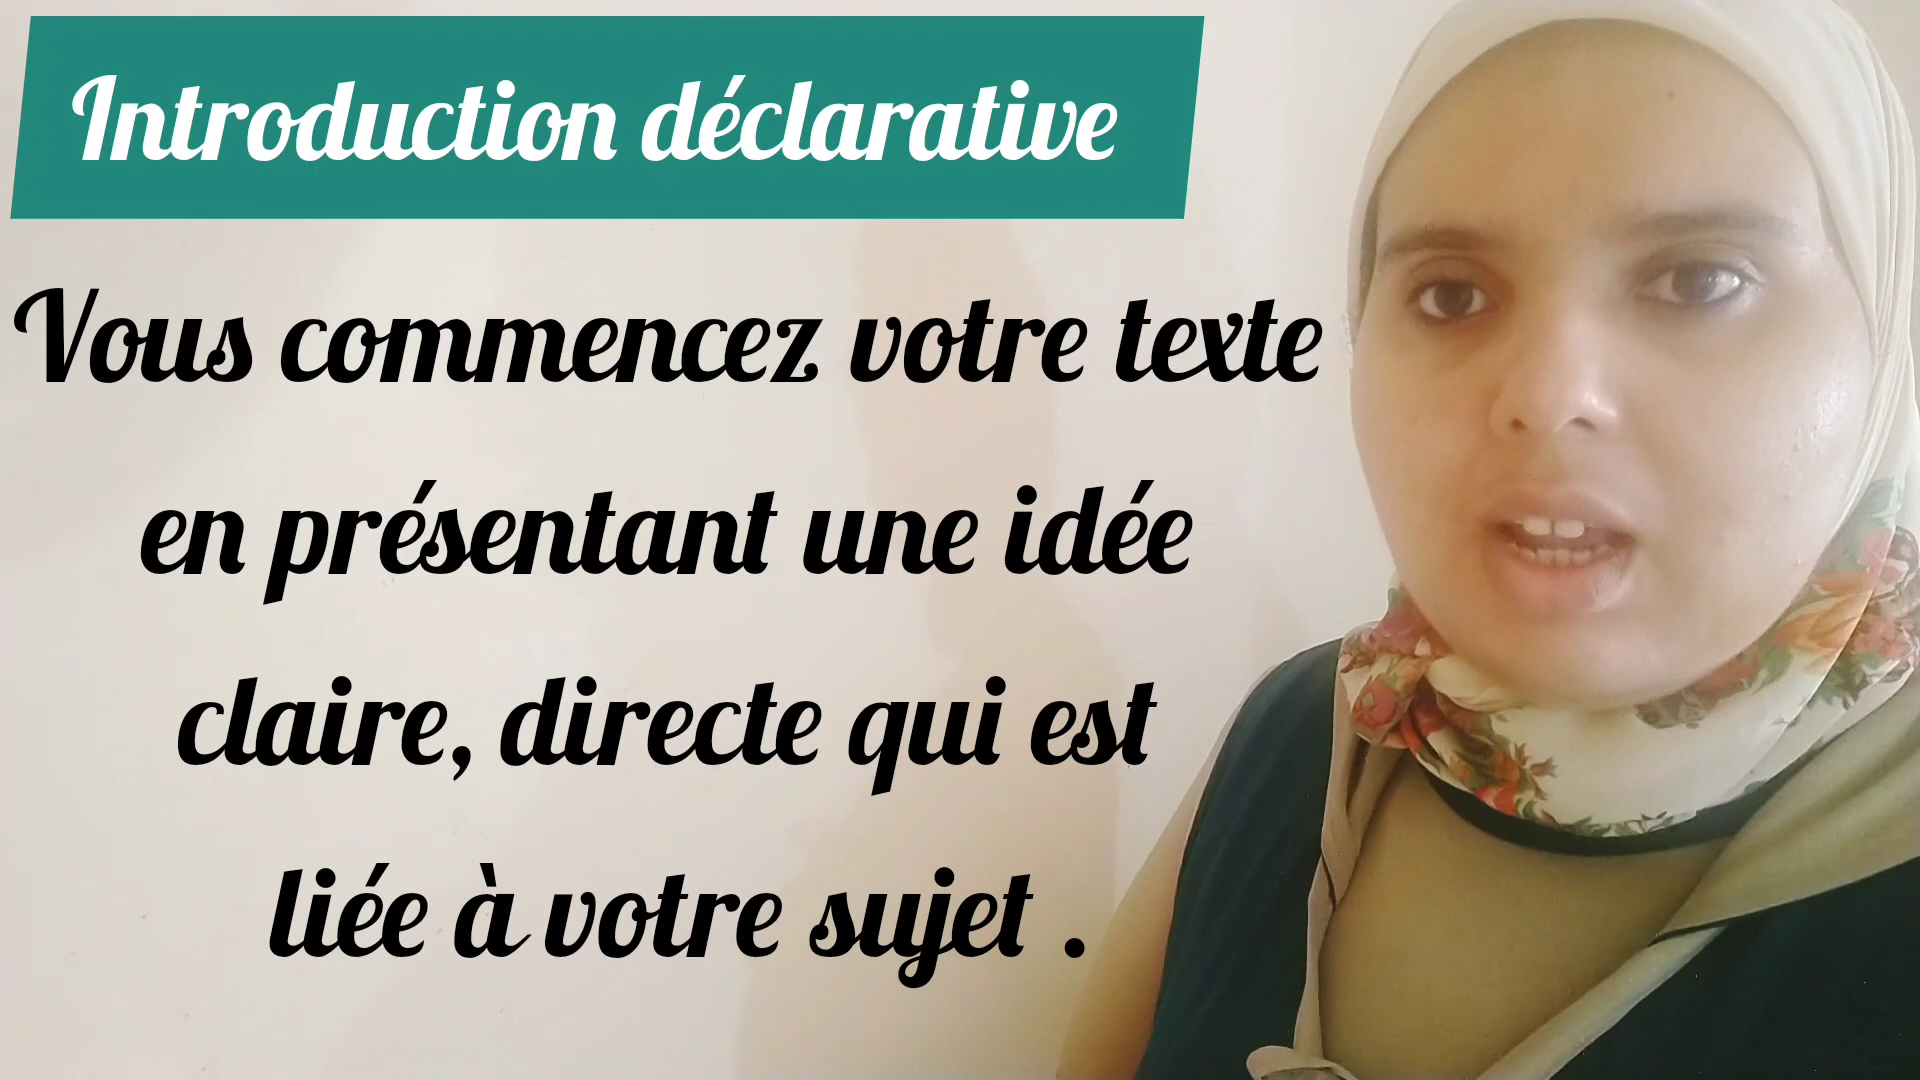 Introduction déclarative
Vous commencez votre texte
en présentant une idée
claire, directe qui est
liée à votre sujet .